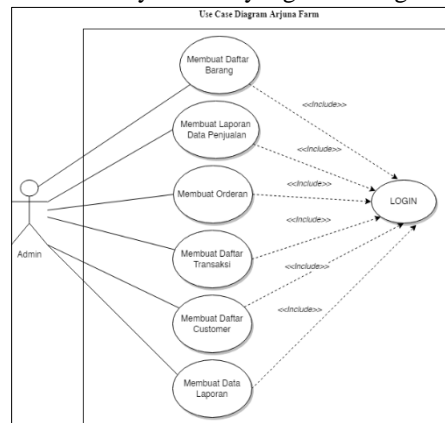 Use Case Diagram Arjuna Farm
Membuat Daftar
Barang
<<Include>>
Membuat Laporan
Data Penjualan
<<Include>>
Membuat Orderan
<<Include>>
LOGIN
Admin
Membuat Daftar
Transaksi
<<Include>>
Membuat Daftar
Customer
<<Include>>
Membuat Data
Laporan
<<Include>>